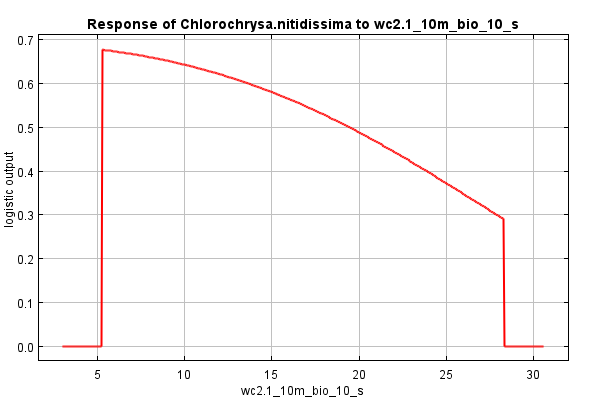 Response of Chlorochrysa.nitidissima to wc2.1_10m_bio_10_s
0.7
0.6
0.5
0.4
0.3
0.2
0.1
0.0
logistic output
5 10 15 20 25 30
wc2.1_10m_bio_10_s